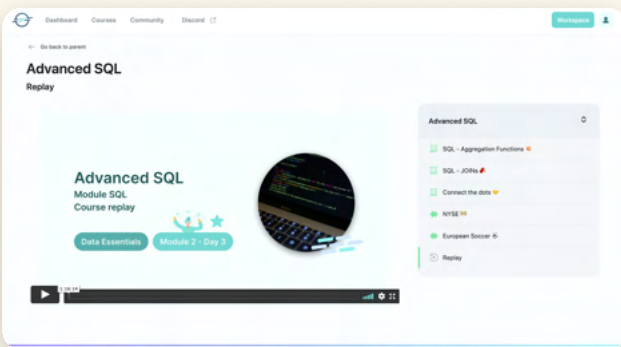 Dashboard Courses Community Discord
Workspace
Go back to parent
Advanced SQL
Replay
Advanced SQL
Module SQL
Course replay
Data Essentials
Module 2 - Day 3
Advanced SQL
SQL - Aggregation Functions
SQL - JOINs
Connect the dots
NYSE
European Soccer
Replay